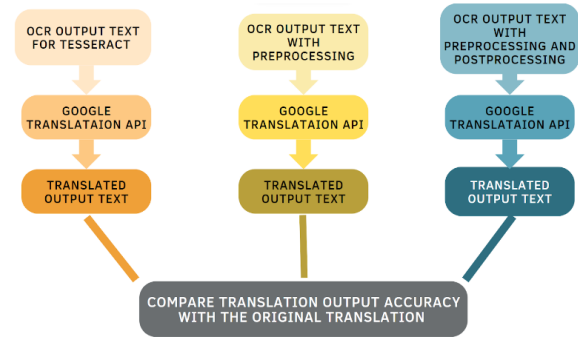 OCR OUTPUT TEXT
FOR TESSERACT
GOOGLE
TRANSLATAION API
TRANSLATED
OUTPUT TEXT
OCR OUTPUT TEXT
WITH
PREPROCESSING
GOOGLE
TRANSLATAION API
TRANSLATED
OUTPUT TEXT
OCR OUTPUT TEXT
WITH
PREPROCESSING AND
POSTPROCESSING
GOOGLE
TRANSLATAION API
TRANSLATED
OUTPUT TEXT
COMPARE TRANSLATION OUTPUT ACCURACY
WITH THE ORIGINAL TRANSLATION